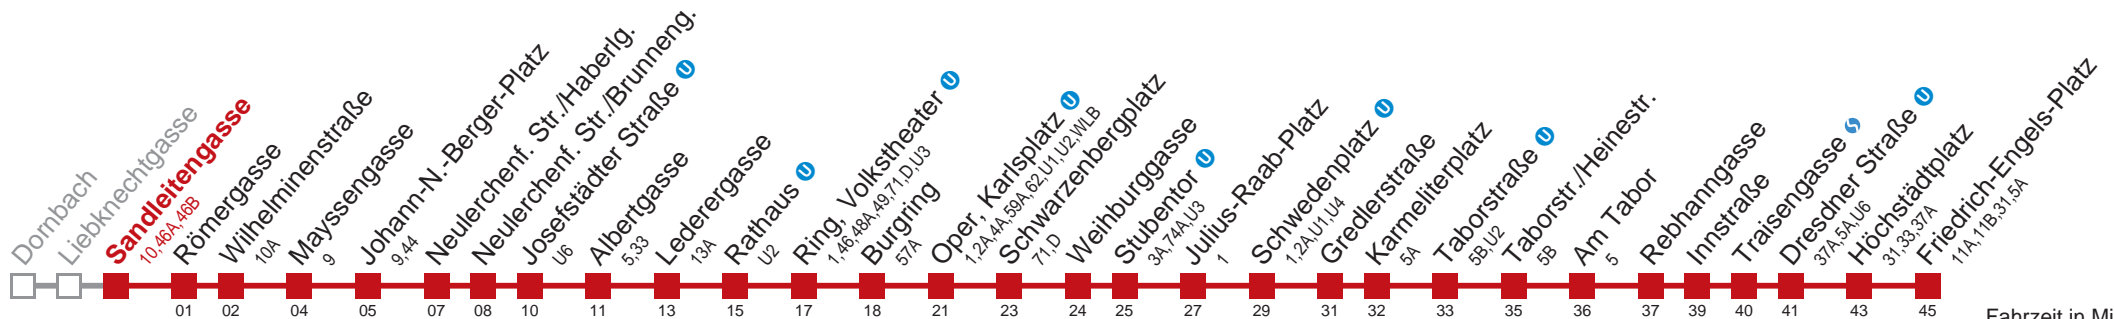 Dornbach
Liebknechtgasse
Sandleitengasse
10, 46A, 46B
Römergasse
Wilhelminenstraße
10A
Mayssengasse
9
Johann-N.-Berger-Platz
9,44
Neulerchenf. Str./Haberlg.
Neulerchenf. Str./Brunneng.
Josefstädter Straße U
U6
Albertgasse
5,33
Lederergasse
13A
Rathaus U
U2
Ring, Volkstheater U
1,46,48A,49,71,D,U3
Burgring
57A
Oper, Karlsplatz U
1,2A,4A,59A,62,U1,U2,WLB
Schwarzenbergplatz
71,D
Weihburggasse
Stubentor U
3A,74A,U3
Julius-Raab-Platz
1
Schwedenplatz U
1,2A,U1,U4
Gredlerstraße
Karmeliterplatz
5A
Taborstraße U
5B,U2
Taborstr./Heinestr.
5B
Am Tabor
5
Rebhanngasse
Innstraße
Traisengasse S
Dresdner Straße U
37A,5A,U6
Höchstädtplatz
31,33,37A
Friedrich-Engels-Platz
11A,11B,31,5A
01 02 04 05 07 08 10 11 13 15 17 18 21 23 24 25 27 29 31 32 33 35 36 37 39 40 41 43 45
Fahrzeit in Mi